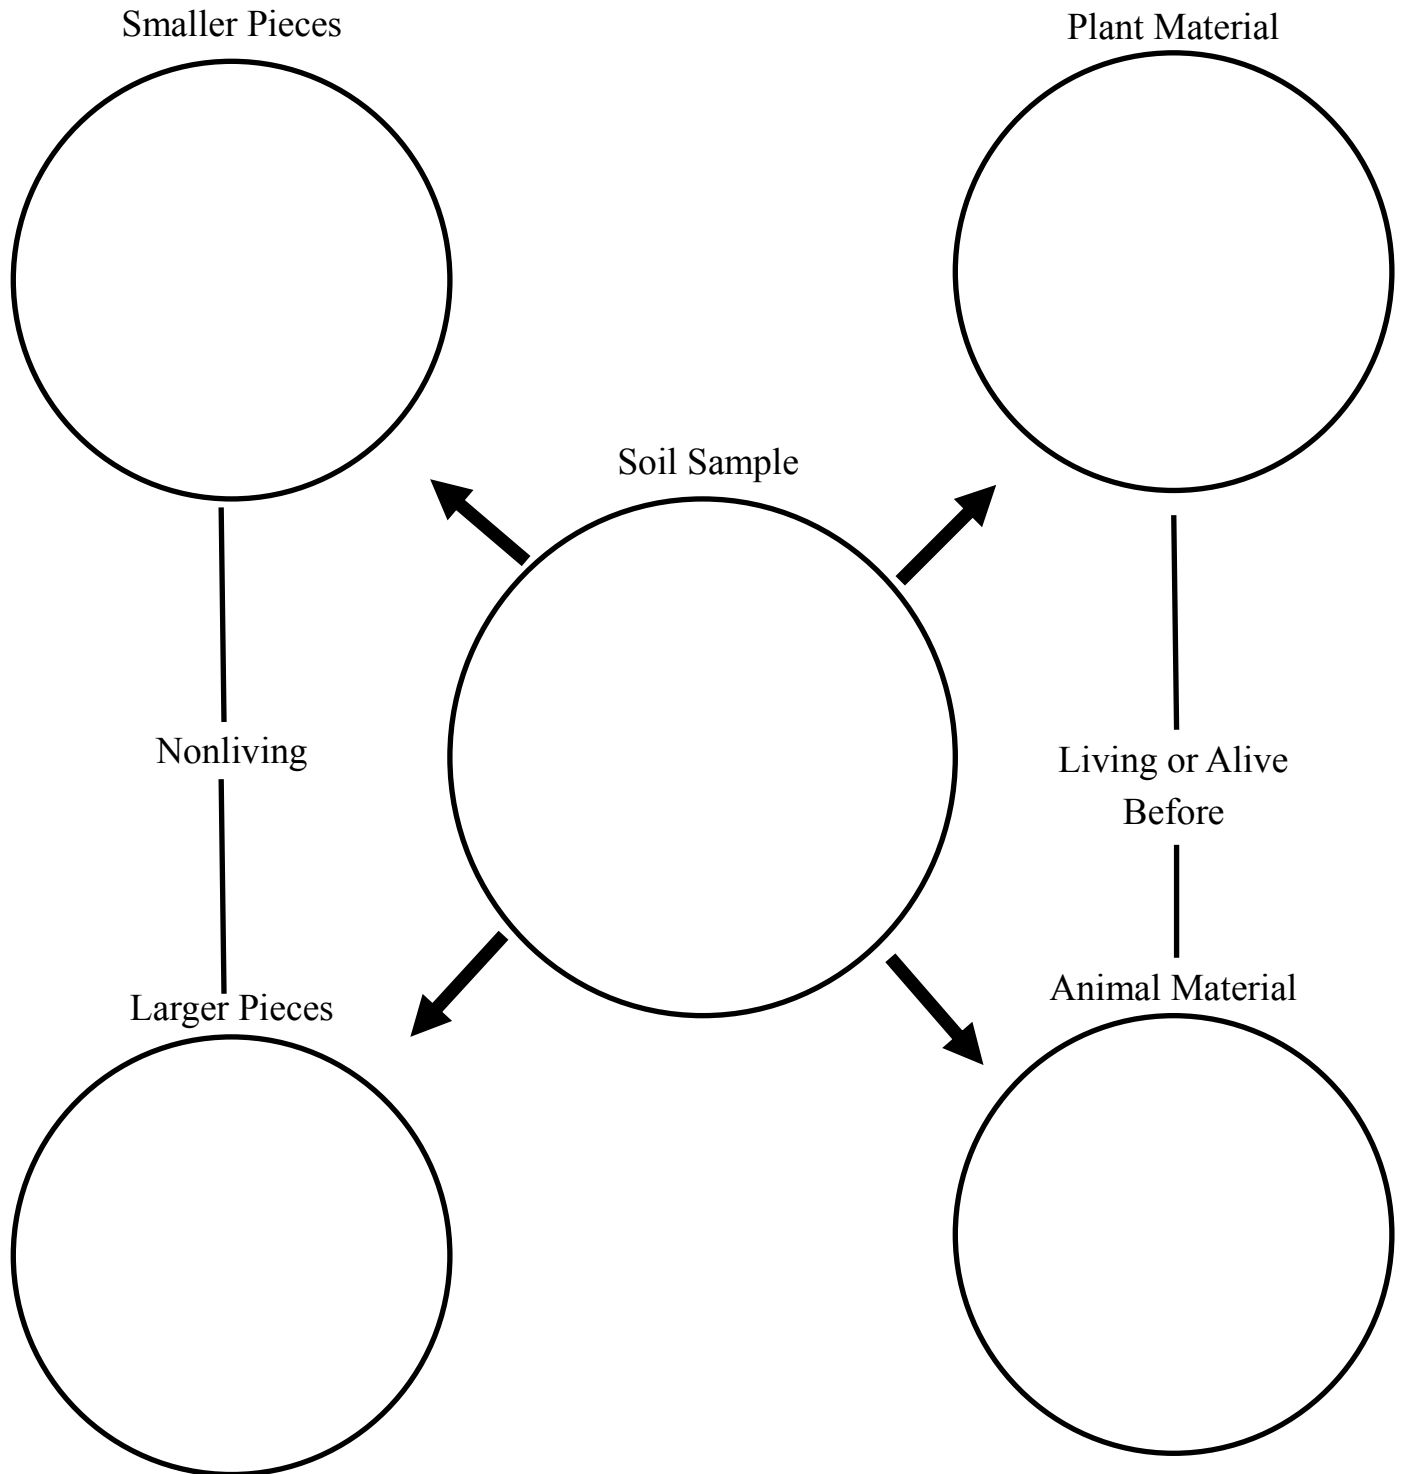 Smaller Pieces
Plant Material
Soil Sample
Nonliving
Living or Alive
Before
Larger Pieces
Animal Material